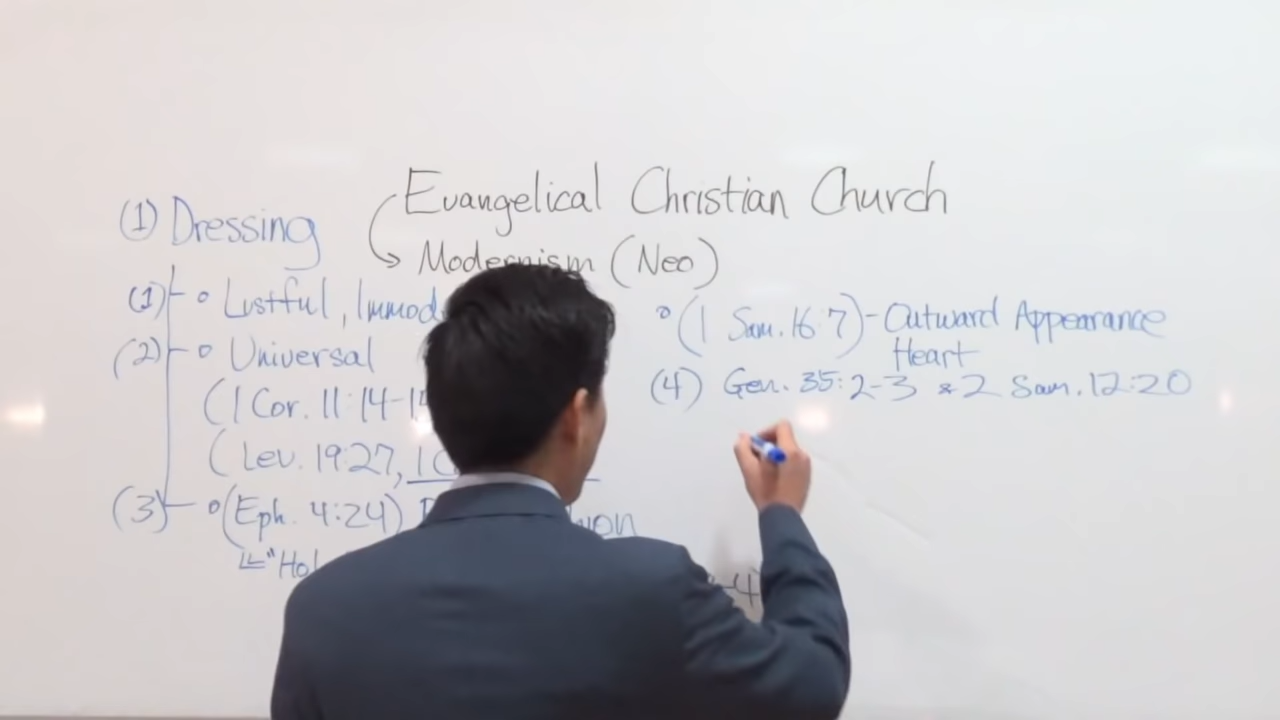 Evangelical Christian Church
Modernism (Neo)
(1) Dressing
(1) Lustful, Immod
(2) Universal
(1 Cor. 11:14-1
(Lev. 19:27, 1 C
(3) (Eph. 4:24)
"Hol
(1 Sam. 16:7) - Outward Appearance
Heart
(4) Gen. 35:2-3 & 2 Sam. 12:20